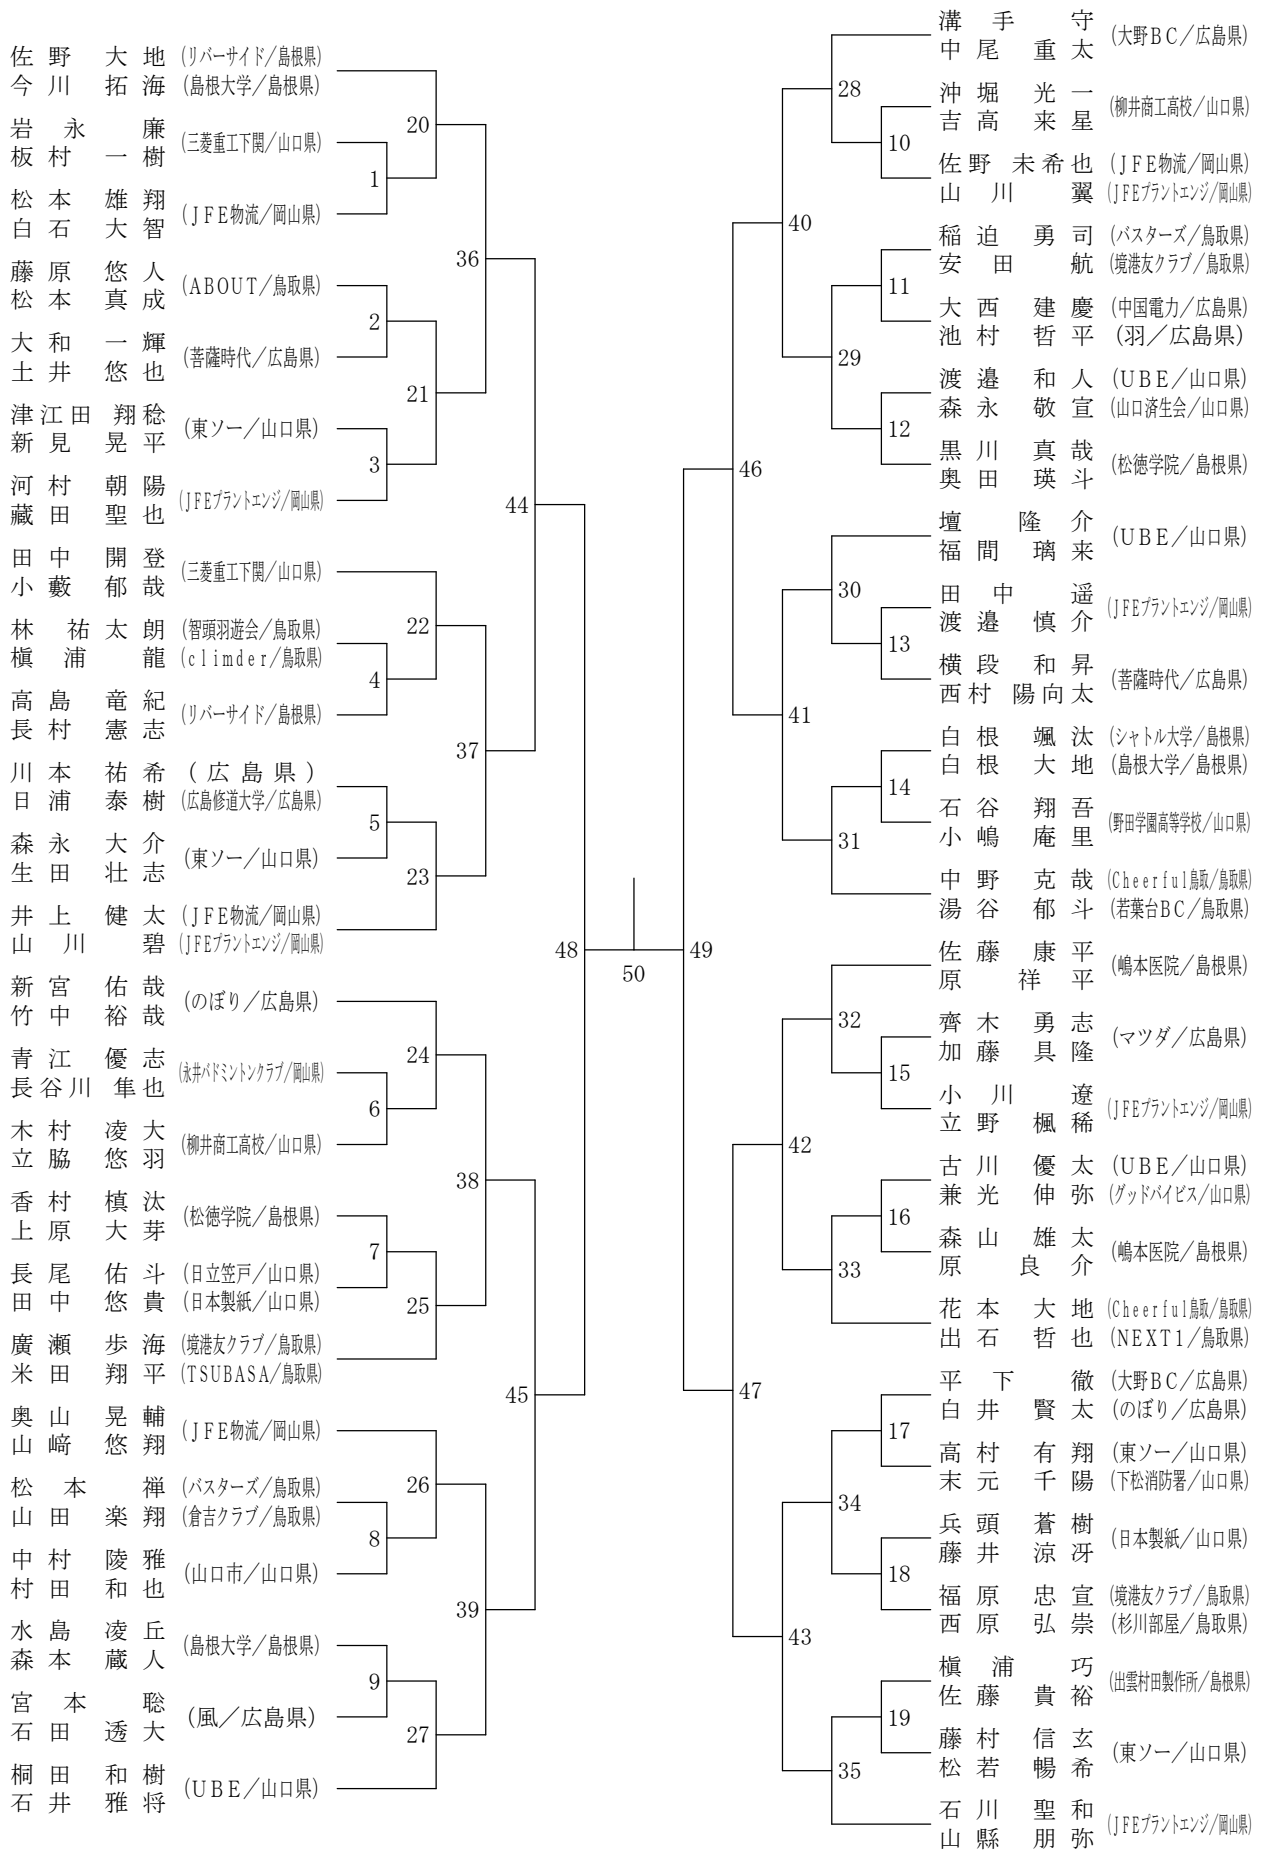 佐野 大地 (リバーサイド/島根県)
今川 拓海 (島根大学/島根県)
20
岩永 廉
板村 一樹
(三菱重工下関/山口県)
1
松本 雄翔
白石 大智
(JFE物流/岡山県)
36
藤原 悠人
松本 真成
(ABOUT/鳥取県)
2
大和 一輝
土井 悠也
(菩薩時代/広島県)
21
津江田 翔稔
新見 晃平
(東ソー/山口県)
3
河村 朝陽
藏田 聖也
(JFEプラントエンジ/岡山県)
44
田中 開登
小藪 郁哉
(三菱重工下関/山口県)
22
林 祐太朗 (智頭羽遊会/鳥取県)
槇浦 龍 (climder/鳥取県)
4
高島 竜紀
長村 憲志
(リバーサイド/島根県)
37
川本 祐希 (広島県)
日浦 泰樹 (広島修道大学/広島県)
5
森永 大介
生田 壮志
(東ソー/山口県)
23
井上 健太 (JFE物流/岡山県)
山川 碧 (JFEプラントエンジ/岡山県)
48
新宮 佑哉
竹中 裕哉
(のぼり/広島県)
24
青江 優志
長谷川 隼也
(永井バドミントンクラブ/岡山県)
6
木村 凌大
立脇 悠羽
(柳井商工高校/山口県)
38
香村 槙汰
上原 大芽
(松徳学院/島根県)
7
長尾 佑斗 (日立笠戸/山口県)
田中 悠貴 (日本製紙/山口県)
25
廣瀬 歩海 (境港友クラブ/鳥取県)
米田 翔平 (TSUBASA/鳥取県)
45
奥山 晃輔
山﨑 悠翔
(JFE物流/岡山県)
26
松本 禅 (バスターズ/鳥取県)
山田 楽翔 (倉吉クラブ/鳥取県)
8
中村 陵雅
村田 和也
(山口市/山口県)
39
水島 凌丘
森本 蔵人
(島根大学/島根県)
9
宮本 聡
石田 透大
(風/広島県)
27
桐田 和樹
石井 雅将
(UBE/山口県)
50
溝手 守
中尾 重太
(大野BC/広島県)
28
沖堀 光一
吉高 来星
(柳井商工高校/山口県)
10
佐野 未希也 (JFE物流/岡山県)
山川 翼 (JFEプラントエンジ/岡山県)
40
稲迫 勇司 (バスターズ/鳥取県)
安田 航 (境港友クラブ/鳥取県)
11
大西 建慶 (中国電力/広島県)
池村 哲平 (羽/広島県)
29
渡邉 和人 (UBE/山口県)
森永 敬宣 (山口済生会/山口県)
12
黒川 真哉
奥田 瑛斗
(松徳学院/島根県)
46
壇 隆介
福間 璃来
(UBE/山口県)
30
田中 遥
渡邉 慎介
(JFEプラントエンジ/岡山県)
13
横段 和昇
西村 陽向太
(菩薩時代/広島県)
41
白根 颯汰 (シャトル大学/島根県)
白根 大地 (島根大学/島根県)
14
石谷 翔吾
小嶋 庵里
(野田学園高等学校/山口県)
31
中野 克哉 (Cheerful鳥取/鳥取県)
湯谷 郁斗 (若葉台BC/鳥取県)
49
佐藤 康平
原 祥平
(嶋本医院/島根県)
32
齊木 勇志
加藤 具隆
(マツダ/広島県)
15
小川 遼
立野 楓稀
(JFEプラントエンジ/岡山県)
42
古川 優太 (UBE/山口県)
兼光 伸弥 (グッドバイビス/山口県)
16
森山 雄太
原 良介
(嶋本医院/島根県)
33
花本 大地 (Cheerful鳥取/鳥取県)
出石 哲也 (NEXT1/鳥取県)
47
平下 徹 (大野BC/広島県)
白井 賢太 (のぼり/広島県)
17
高村 有翔 (東ソー/山口県)
末元 千陽 (下松消防署/山口県)
34
兵頭 蒼樹
藤井 涼冴
(日本製紙/山口県)
18
福原 忠宣 (境港友クラブ/鳥取県)
西原 弘崇 (杉川部屋/鳥取県)
43
槇浦 巧
佐藤 貴裕
(出雲村田製作所/島根県)
19
藤村 信玄
松若 暢希
(東ソー/山口県)
35
石川 聖和
山縣 朋弥
(JFEプラントエンジ/岡山県)